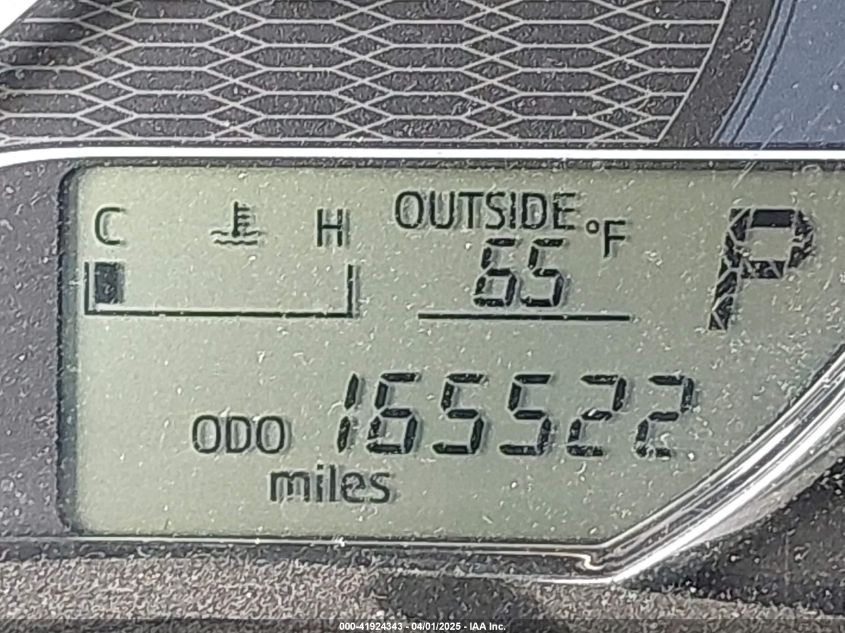 C H OUTSIDE °F P
65
ODO 165522
miles
000-41924343 - 04/01/2025 - IAA Inc.